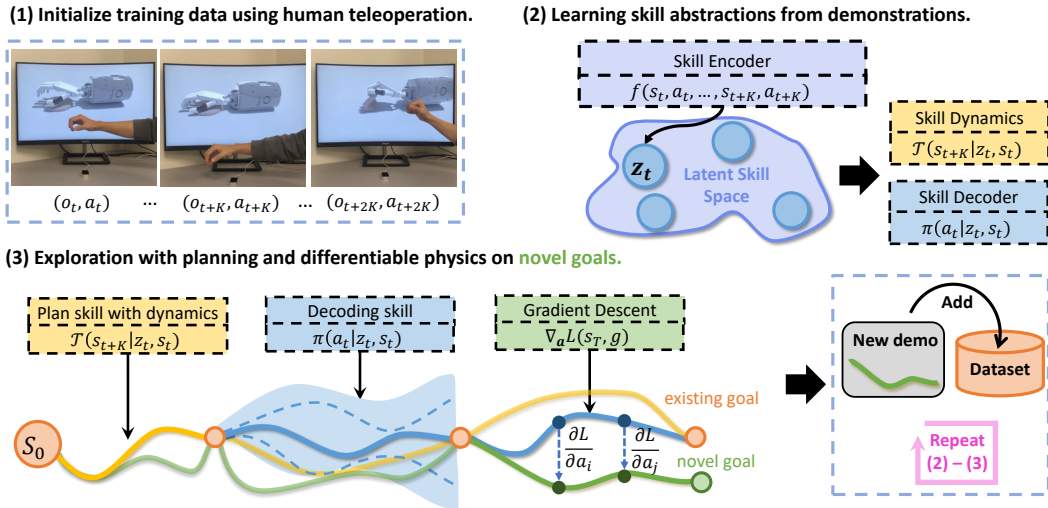 (1) Initialize training data using human teleoperation.
(o_t, a_t) ... (o_{t+K}, a_{t+K}) ... (o_{t+2K}, a_{t+2K})
(2) Learning skill abstractions from demonstrations.
Skill Encoder
f(s_t, a_t, ..., s_{t+K}, a_{t+K})
z_t
Latent Skill
Space
Skill Dynamics
𝒯(s_{t+K}|z_t, s_t)
Skill Decoder
π(a_t|z_t, s_t)
(3) Exploration with planning and differentiable physics on novel goals.
Plan skill with dynamics
𝒯(s_{t+K}|z_t, s_t)
Decoding skill
π(a_t|z_t, s_t)
Gradient Descent
∇_a L(s_T, g)
S_0
existing goal
∂L/∂a_i
∂L/∂a_j
novel goal
Add
New demo
Dataset
Repeat
(2) – (3)